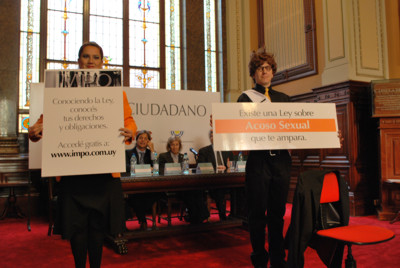 IMPO
Conociendo la Ley,
conocés
tus derechos
y obligaciones.
Accedé gratis a:
www.impo.com.uy
CIUDADANO
Existe una Ley sobre
Acoso Sexual
que te ampara.